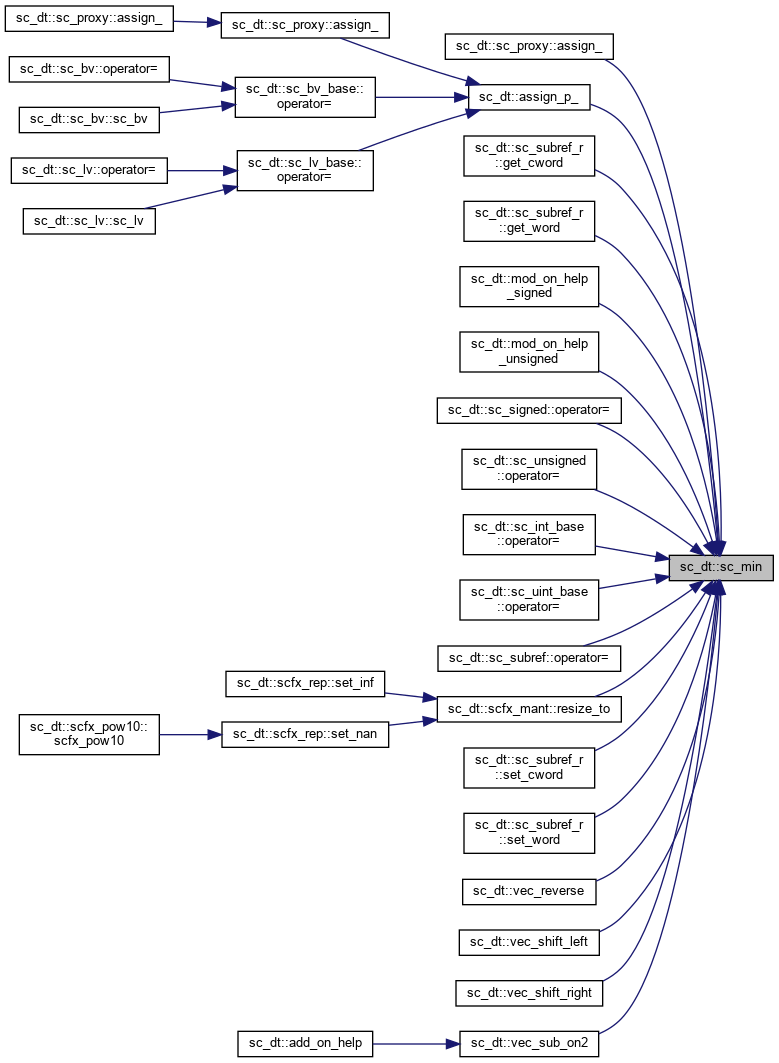 sc_dt::sc_proxy::assign_
sc_dt::sc_proxy::assign_
sc_dt::sc_proxy::assign_
sc_dt::sc_bv::operator=
sc_dt::sc_bv_base::
operator=
sc_dt::assign_p_
sc_dt::sc_bv::sc_bv
sc_dt::sc_lv::operator=
sc_dt::sc_lv_base::
operator=
sc_dt::sc_subref_r
::get_cword
sc_dt::sc_lv::sc_lv
sc_dt::sc_subref_r
::get_word
sc_dt::mod_on_help
_signed
sc_dt::mod_on_help
_unsigned
sc_dt::sc_signed::operator=
sc_dt::sc_unsigned
::operator=
sc_dt::sc_int_base
::operator=
sc_dt::sc_min
sc_dt::sc_uint_base
::operator=
sc_dt::sc_subref::operator=
sc_dt::scfx_rep::set_inf
sc_dt::scfx_mant::resize_to
sc_dt::scfx_pow10::
scfx_pow10
sc_dt::scfx_rep::set_nan
sc_dt::sc_subref_r
::set_cword
sc_dt::sc_subref_r
::set_word
sc_dt::vec_reverse
sc_dt::vec_shift_left
sc_dt::vec_shift_right
sc_dt::add_on_help
sc_dt::vec_sub_on2